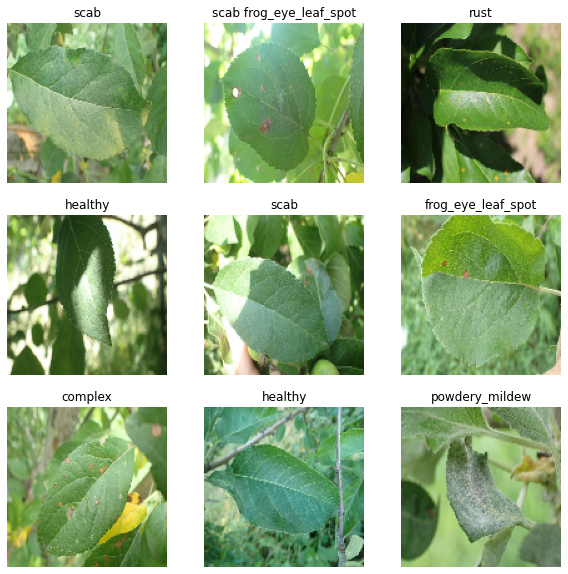 scab
scab frog_eye_leaf_spot
rust
healthy
scab
frog_eye_leaf_spot
complex
healthy
powdery_mildew